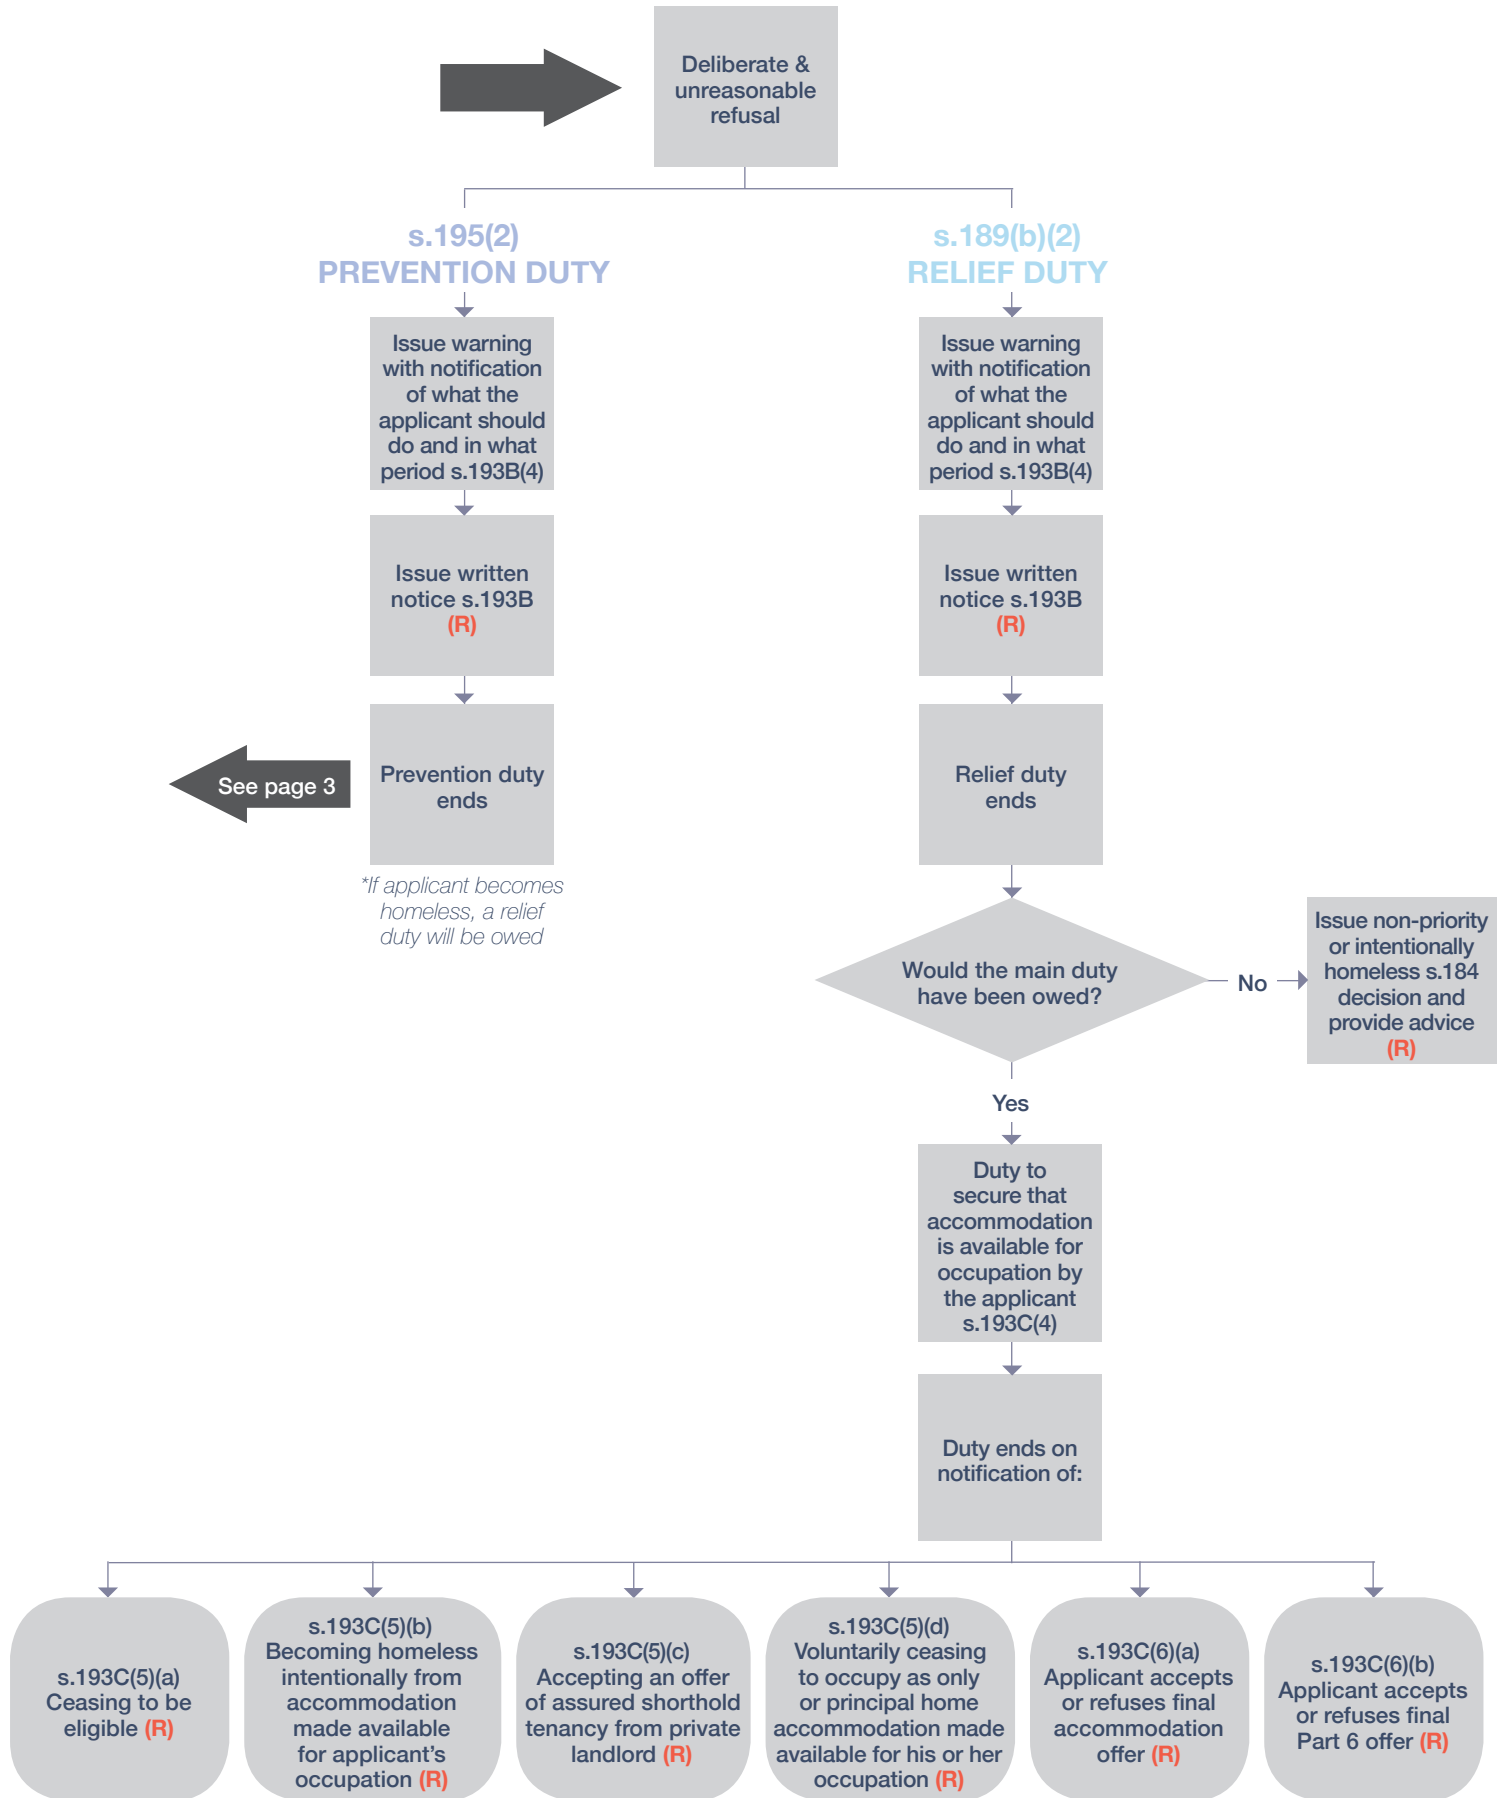 Deliberate &
unreasonable
refusal
s.195(2)
PREVENTION DUTY
s.189(b)(2)
RELIEF DUTY
Issue warning
with notification
of what the
applicant should
do and in what
period s.193B(4)
Issue warning
with notification
of what the
applicant should
do and in what
period s.193B(4)
Issue written
notice s.193B
(R)
Issue written
notice s.193B
(R)
See page 3
Prevention duty
ends
Relief duty
ends
*If applicant becomes
homeless, a relief
duty will be owed
Would the main duty
have been owed?
No
Issue non-priority
or intentionally
homeless s.184
decision and
provide advice
(R)
Yes
Duty to
secure that
accommodation
is available for
occupation by
the applicant
s.193C(4)
Duty ends on
notification of:
s.193C(5)(a)
Ceasing to be
eligible (R)
s.193C(5)(b)
Becoming homeless
intentionally from
accommodation
made available
for applicant’s
occupation (R)
s.193C(5)(c)
Accepting an offer
of assured shorthold
tenancy from private
landlord (R)
s.193C(5)(d)
Voluntarily ceasing
to occupy as only
or principal home
accommodation made
available for his or her
occupation (R)
s.193C(6)(a)
Applicant accepts
or refuses final
accommodation
offer (R)
s.193C(6)(b)
Applicant accepts
or refuses final
Part 6 offer (R)